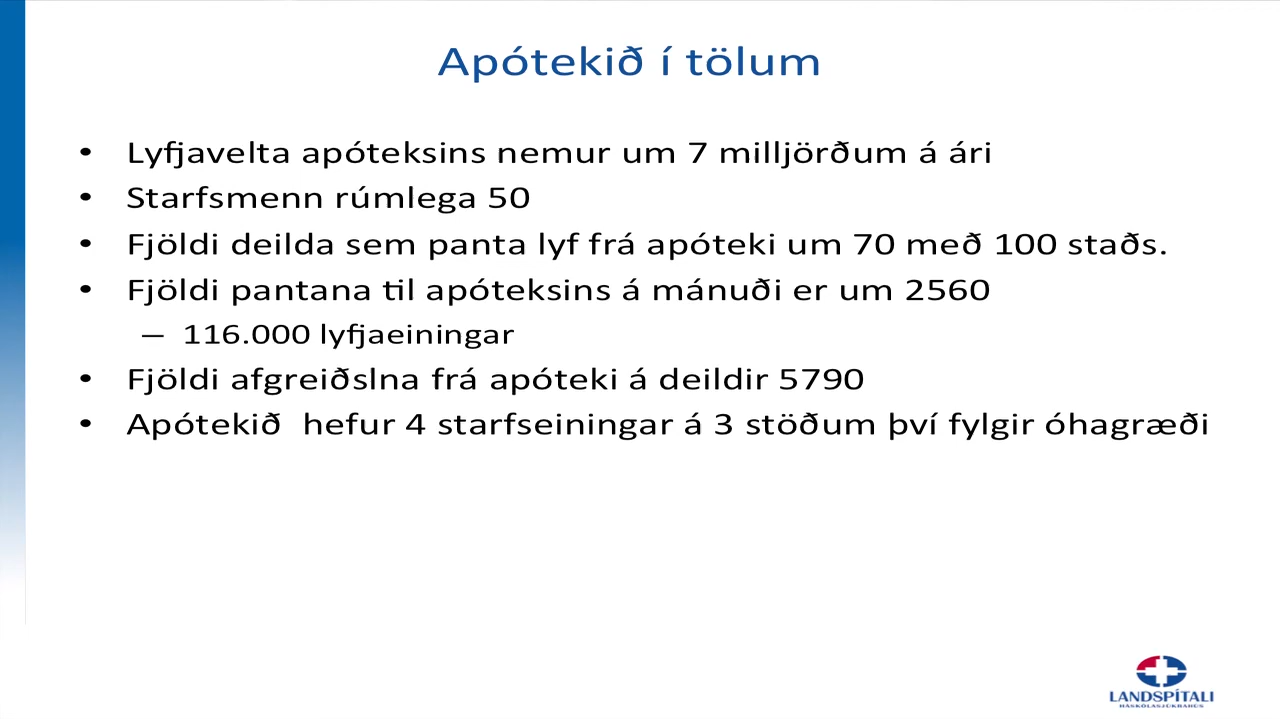 Apótekið í tölum
• Lyfjavelta apóteksins nemur um 7 milljörðum á ári
• Starfsmenn rúmlega 50
• Fjöldi deilda sem panta lyf frá apóteki um 70 með 100 staðs.
• Fjöldi pantana til apóteksins á mánuði er um 2560
– 116.000 lyfjaeiningar
• Fjöldi afgreiðslna frá apóteki á deildir 5790
• Apótekið  hefur 4 starfseiningar á 3 stöðum því fylgir óhagræði
LANDSPÍTALI
HÁSKÓLASJÚKRAHÚS